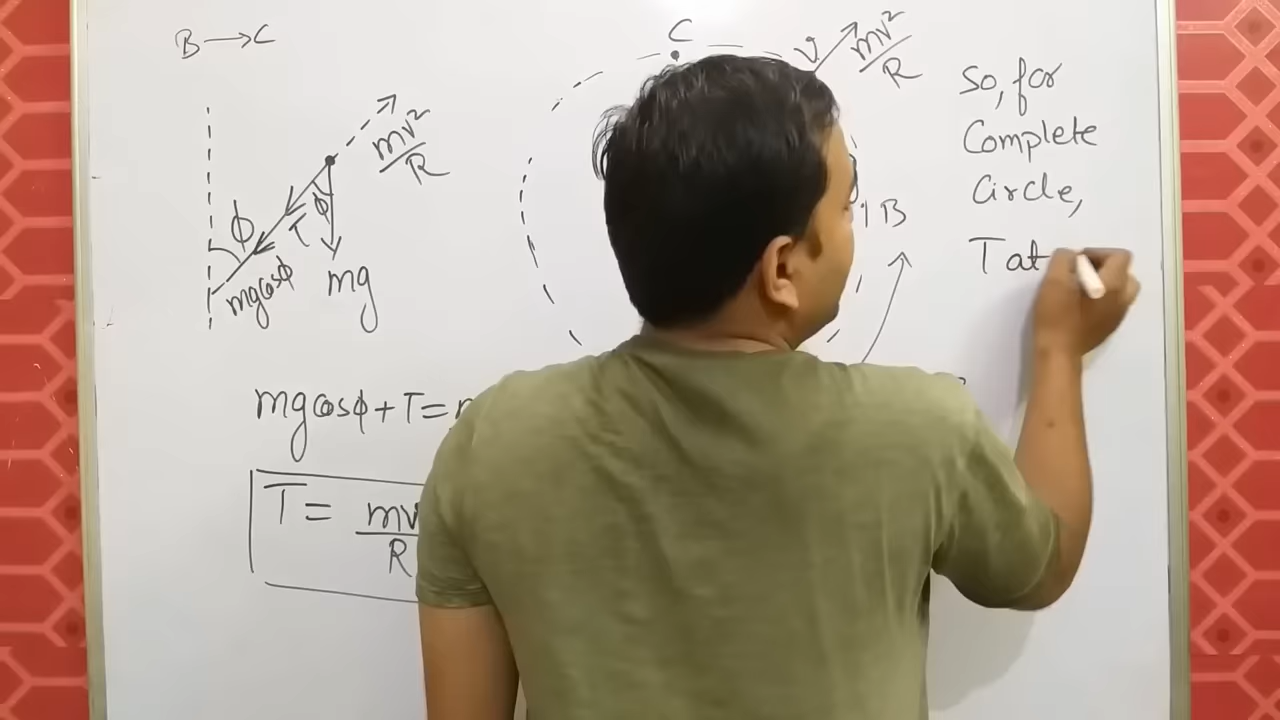 B → C
C
v
mv²/R
So, for
Complete
Circle,
T at
mv²/R
φ
φ
T
mgcosφ
mg
B
mgcosφ + T =
T = mv
R